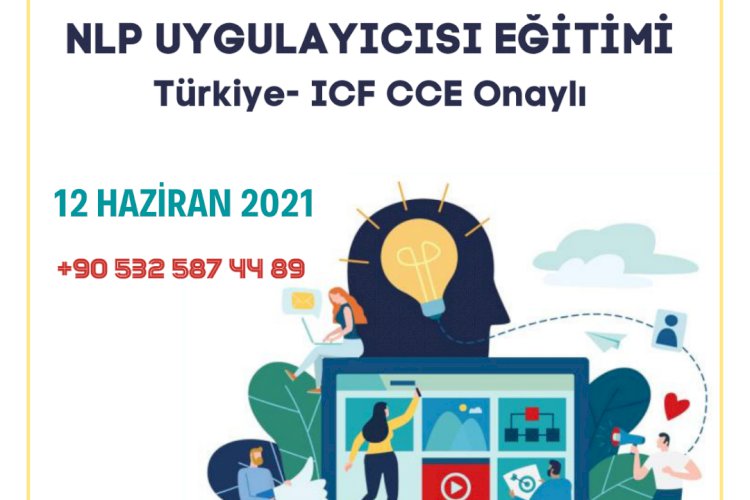 NLP UYGULAYICISI EĞİTİMİ
Türkiye- ICF CCE Onaylı
12 HAZİRAN 2021
+90 532 587 44 89